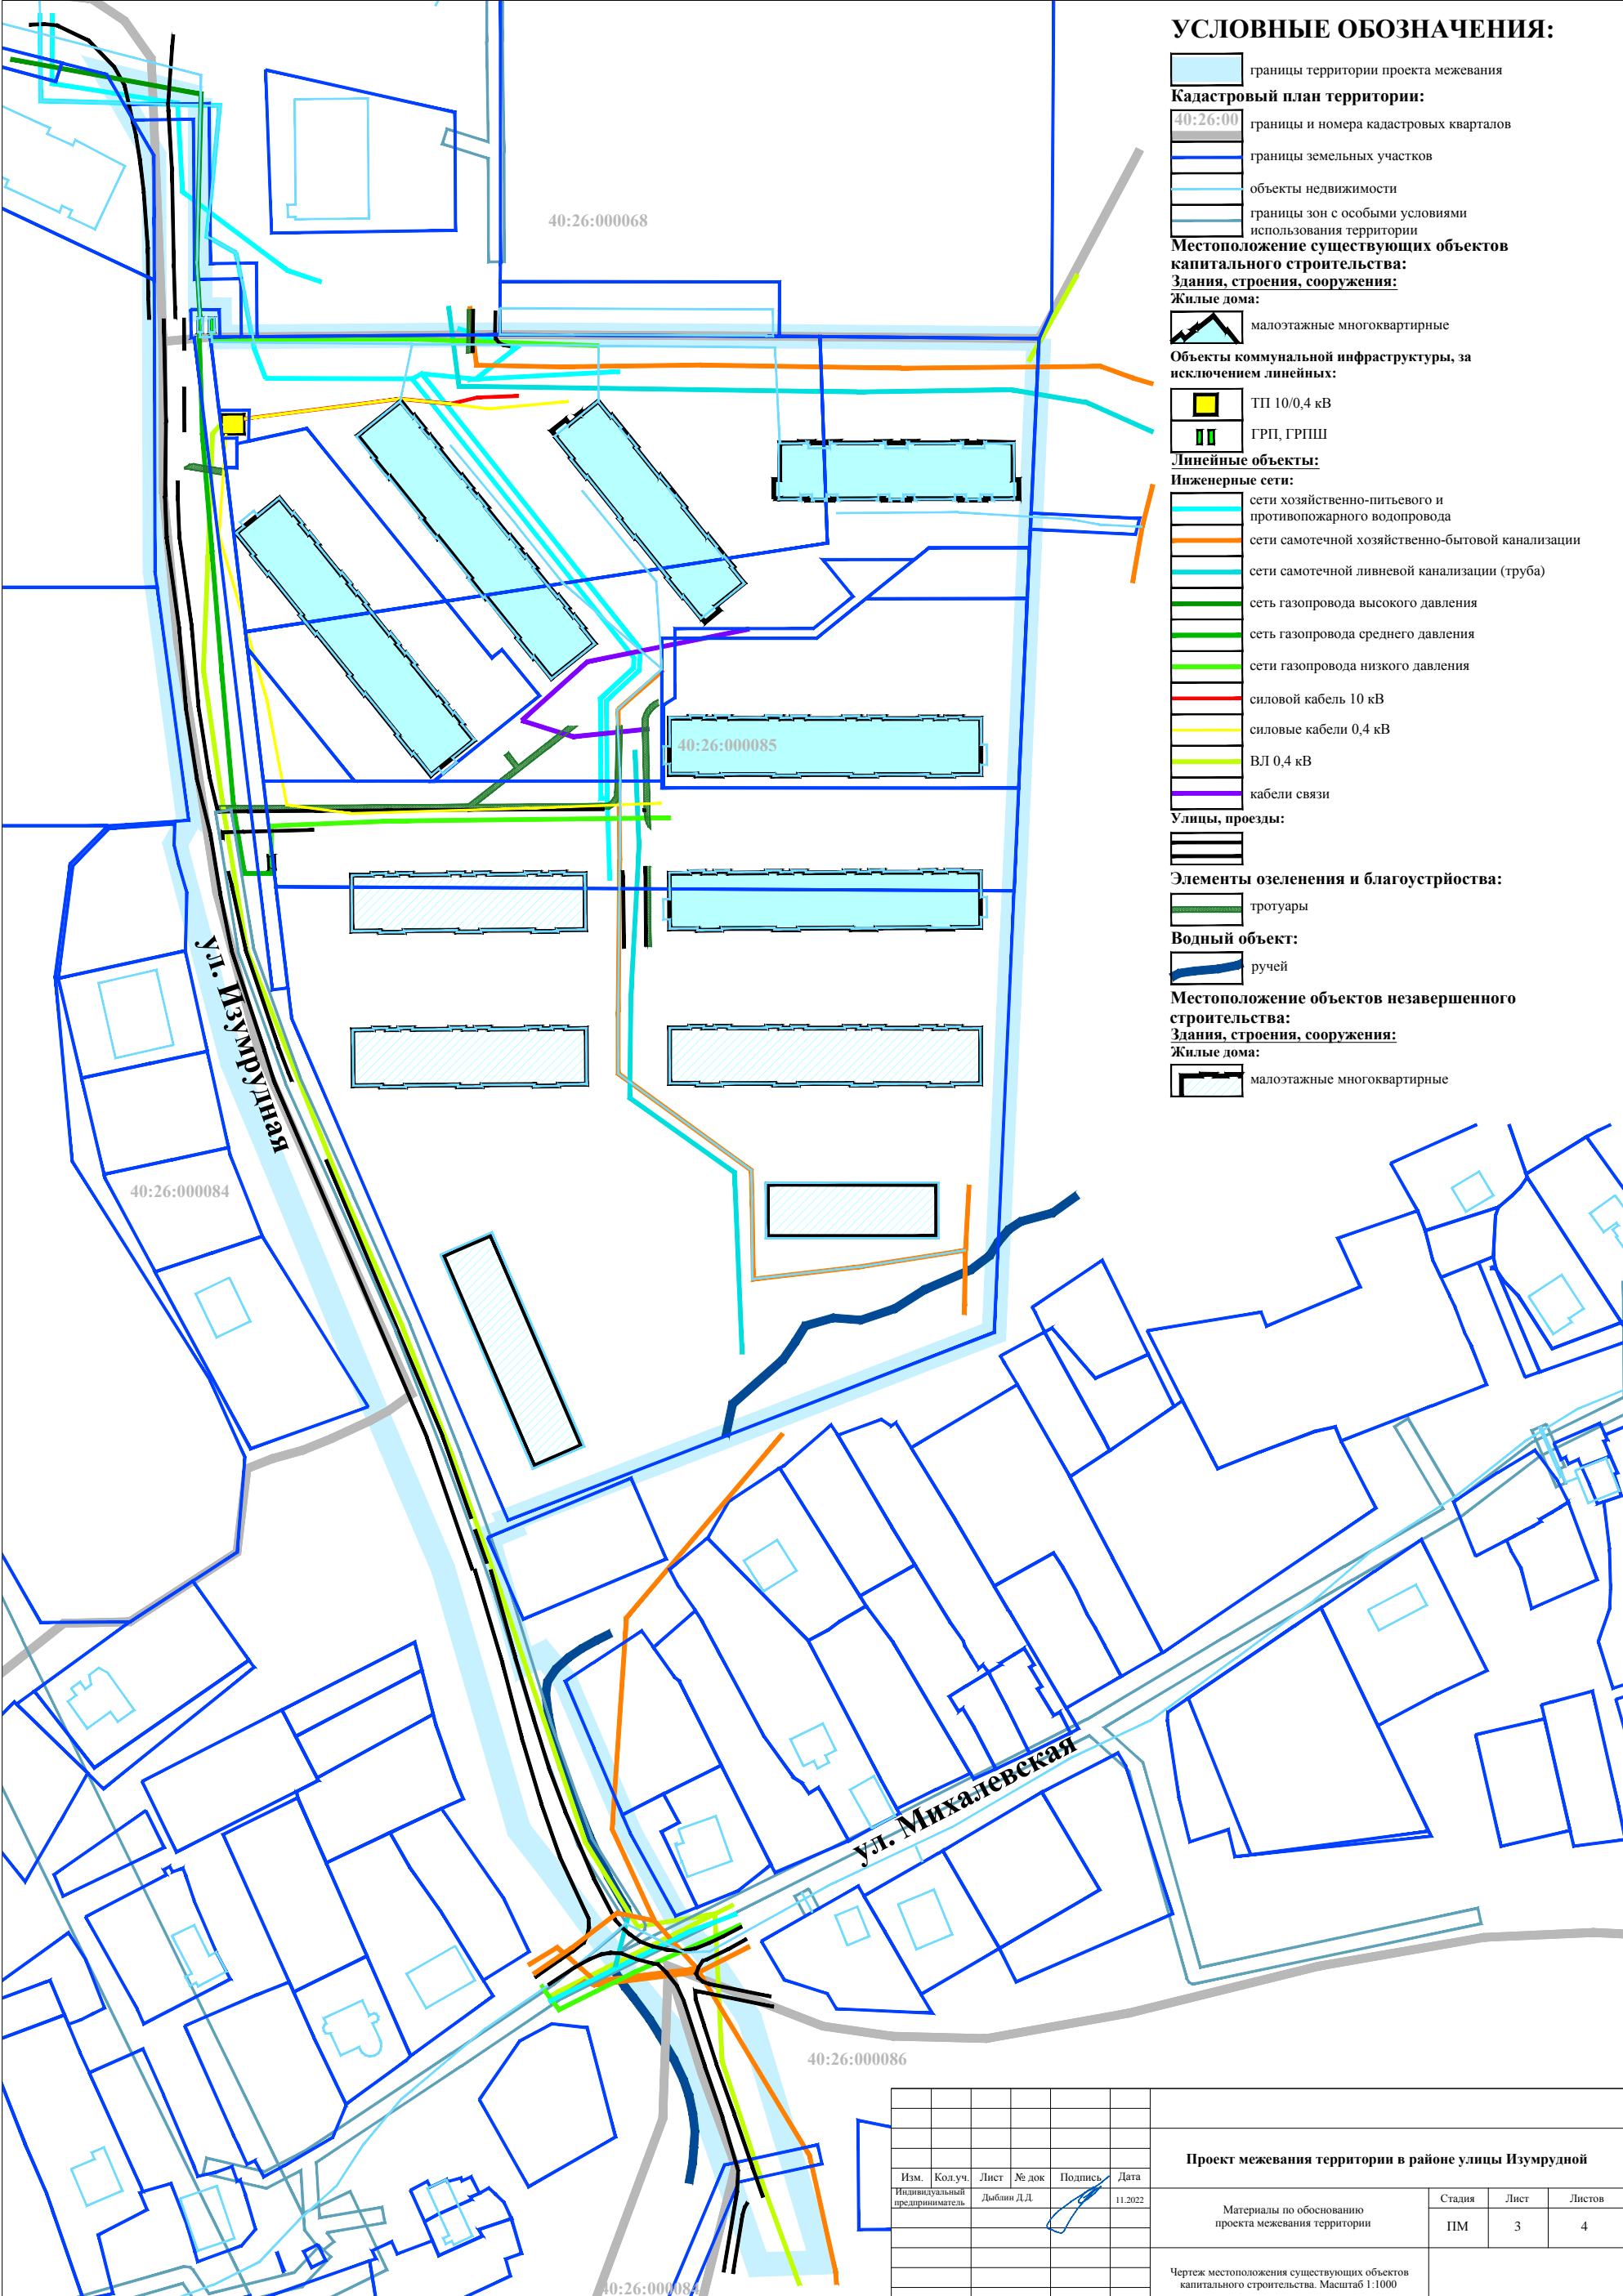 УСЛОВНЫЕ ОБОЗНАЧЕНИЯ:
границы территории проекта межевания
Кадастровый план территории:
40:26:00
границы и номера кадастровых кварталов
границы земельных участков
объекты недвижимости
границы зон с особыми условиями
использования территории
Местоположение существующих объектов
капитального строительства:
Здания, строения, сооружения:
Жилые дома:
малоэтажные многоквартирные
Объекты коммунальной инфраструктуры, за
исключением линейных:
ТП 10/0,4 кВ
ГРП, ГРПШ
Линейные объекты:
Инженерные сети:
сети хозяйственно-питьевого и
противопожарного водопровода
сети самотечной хозяйственно-бытовой канализации
сети самотечной ливневой канализации (труба)
сеть газопровода высокого давления
сеть газопровода среднего давления
сети газопровода низкого давления
силовой кабель 10 кВ
силовые кабели 0,4 кВ
ВЛ 0,4 кВ
кабели связи
Улицы, проезды:
Элементы озеленения и благоустрйоства:
тротуары
Водный объект:
ручей
Местоположение объектов незавершенного
строительства:
Здания, строения, сооружения:
Жилые дома:
малоэтажные многоквартирные
40:26:000068
40:26:000085
ул. Изумрудная
40:26:000084
ул. Михалевская
40:26:000086
40:26:000084
Изм. Кол.уч. Лист № док Подпись Дата
Индивидуальный
предприниматель
Дыблин Д.Д.
11.2022
Проект межевания территории в районе улицы Изумрудной
Материалы по обоснованию
проекта межевания территории
Стадия Лист Листов
ПМ 3 4
Чертеж местоположения существующих объектов
капитального строительства. Масштаб 1:1000